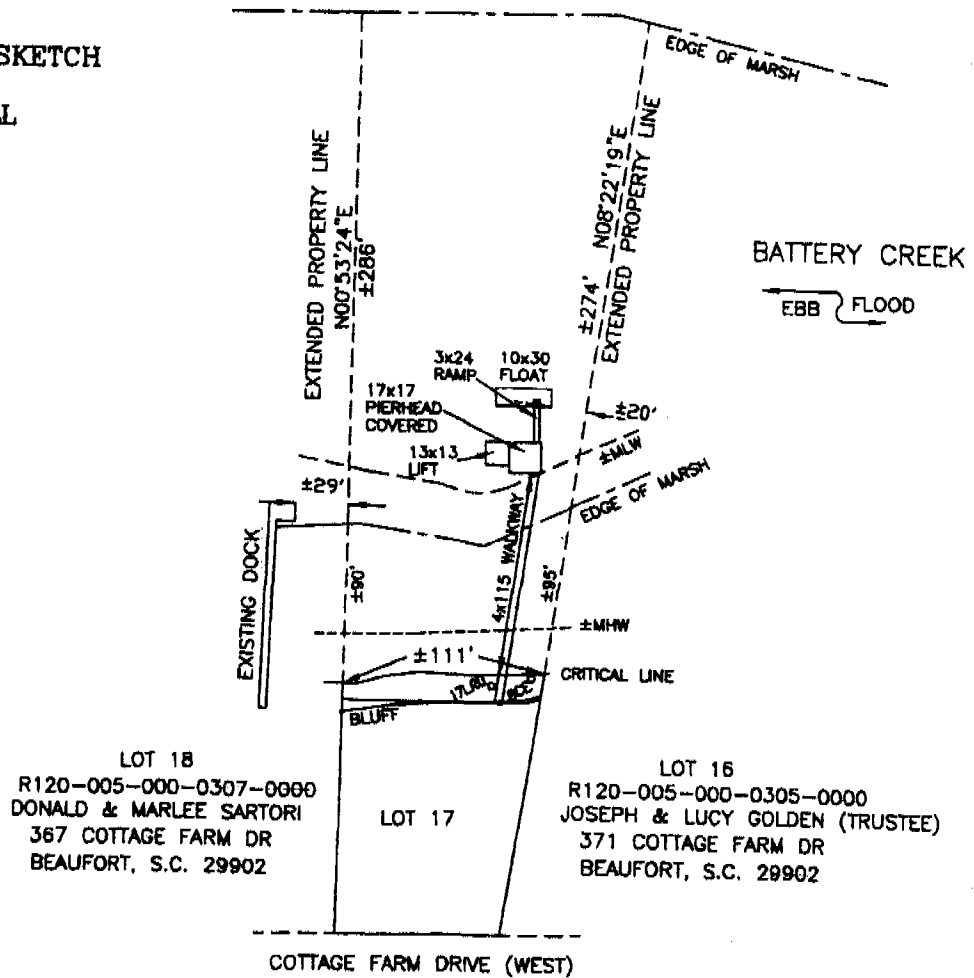 SKETCH
EDGE OF MARSH
EXTENDED PROPERTY LINE
N00°53'24"E
±286'
±274' N08°22'19"E
EXTENDED PROPERTY LINE
BATTERY CREEK
EBB FLOOD
3x24
RAMP
10x30
FLOAT
17x17
PIERHEAD
COVERED
13x13
LIFT
±20'
±MLW
EDGE OF MARSH
±29'
EXISTING DOCK
±90'
4x115 WALKWAY
±95'
±MHW
±111'
CRITICAL LINE
BLUFF
LOT 18
R120-005-000-0307-0000
DONALD & MARLEE SARTORI
367 COTTAGE FARM DR
BEAUFORT, S.C. 29902
LOT 17
LOT 16
R120-005-000-0305-0000
JOSEPH & LUCY GOLDEN (TRUSTEE)
371 COTTAGE FARM DR
BEAUFORT, S.C. 29902
COTTAGE FARM DRIVE (WEST)